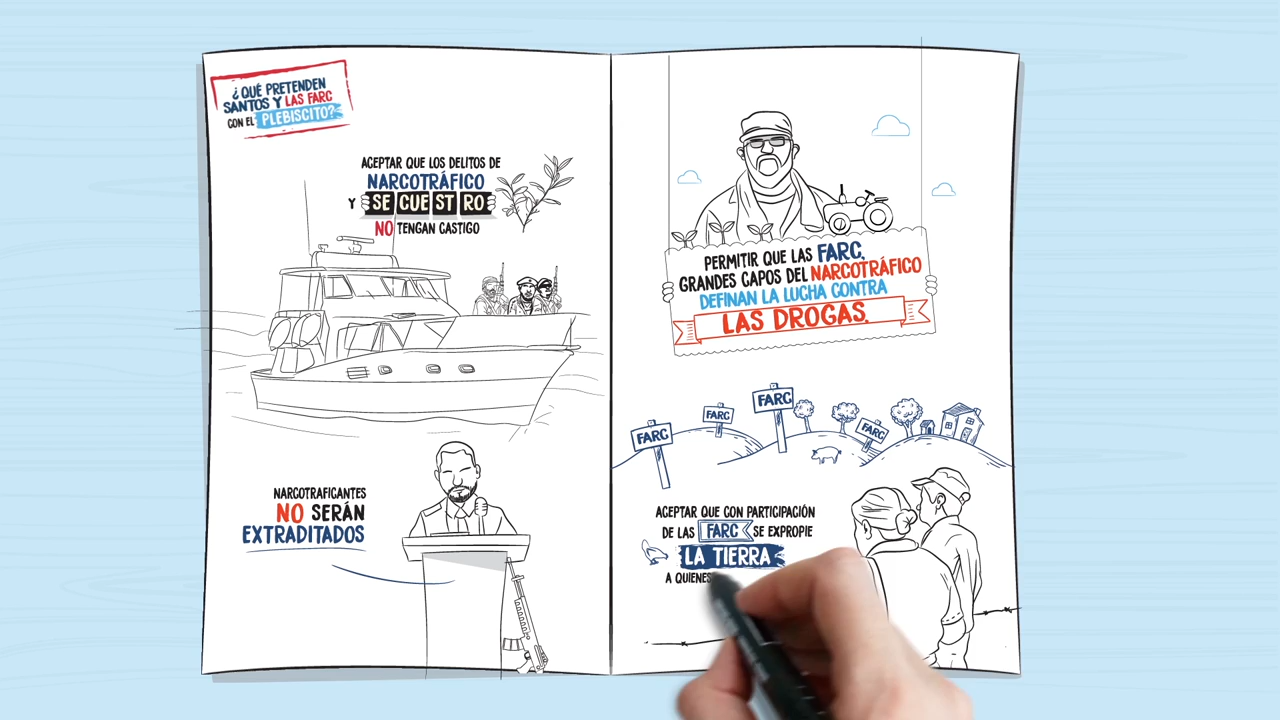 ¿QUÉ PRETENDEN
SANTOS Y LAS FARC
CON EL PLEBISCITO?
ACEPTAR QUE LOS DELITOS DE
NARCOTRÁFICO
Y SECUESTRO
NO TENGAN CASTIGO
NARCOTRAFICANTES
NO SERÁN
EXTRADITADOS
PERMITIR QUE LAS FARC,
GRANDES CAPOS DEL NARCOTRÁFICO
DEFINAN LA LUCHA CONTRA
LAS DROGAS.
FARC
FARC
FARC
FARC
ACEPTAR QUE CON PARTICIPACIÓN
DE LAS FARC SE EXPROPIE
LA TIERRA
A QUIENES